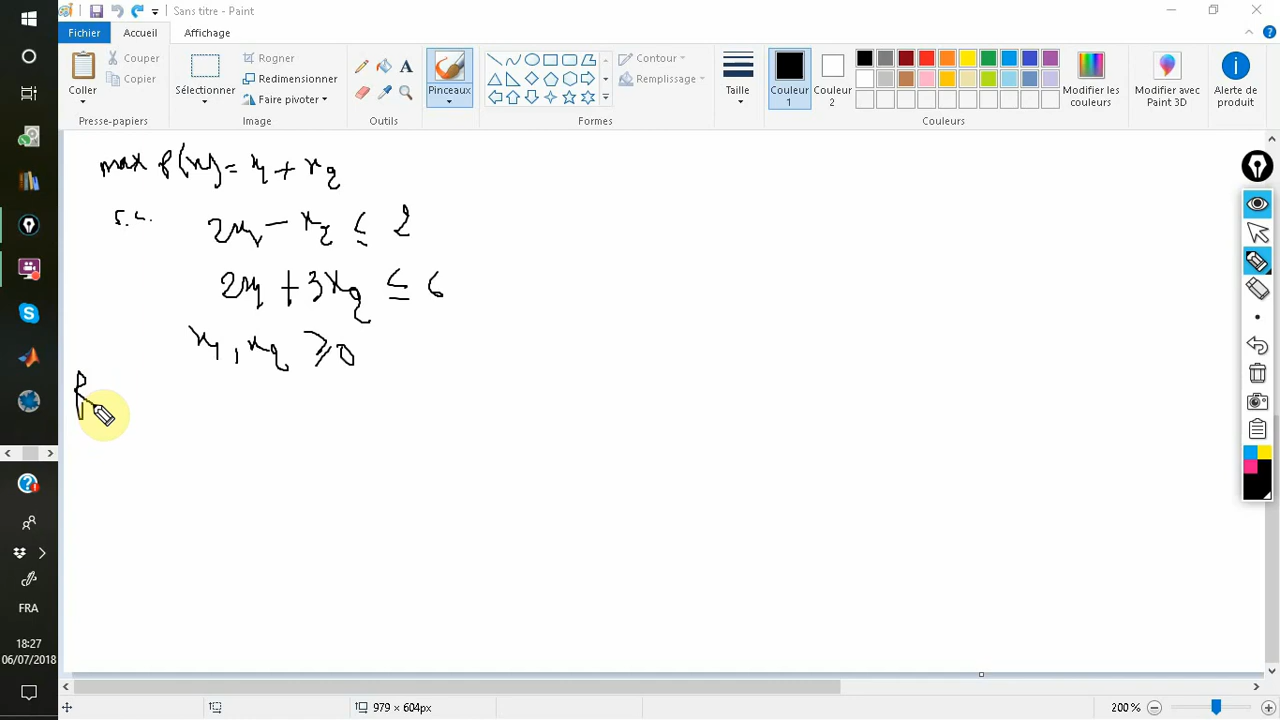 Sans titre - Paint
Fichier Accueil Affichage
Coller
Couper
Copier
Presse-papiers
Sélectionner
Rogner
Redimensionner
Faire pivoter
Image
Outils
Pinceaux
Formes
Contour
Remplissage
Taille
Couleur 1
Couleur 2
Modifier les couleurs
Couleurs
Modifier avec Paint 3D
Alerte de produit
max f(x) = x₁ + x₂
s.c.
2x₁ - x₂ ≤ 2
2x₁ + 3x₂ ≤ 6
x₁, x₂ ≥ 0
FRA
18:27
06/07/2018
979 × 604px
200 %